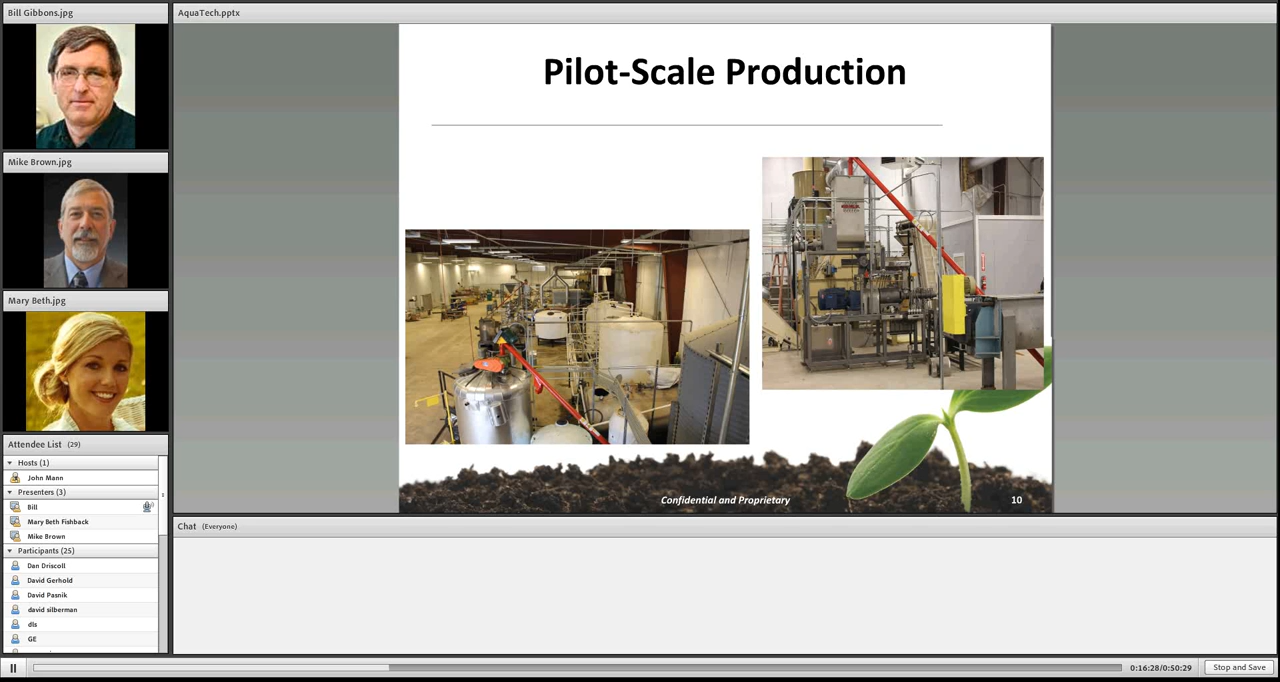 Bill Gibbons.jpg
Mike Brown.jpg
Mary Beth.jpg
Attendee List (29)
Hosts (1)
John Mann
Presenters (3)
Bill
Mary Beth Fishback
Mike Brown
Participants (25)
Dan Driscoll
David Gerhold
David Pasnik
david silberman
dls
GE
AquaTech.pptx
Pilot-Scale Production
Confidential and Proprietary
10
Chat (Everyone)
0:16:28/0:50:29
Stop and Save